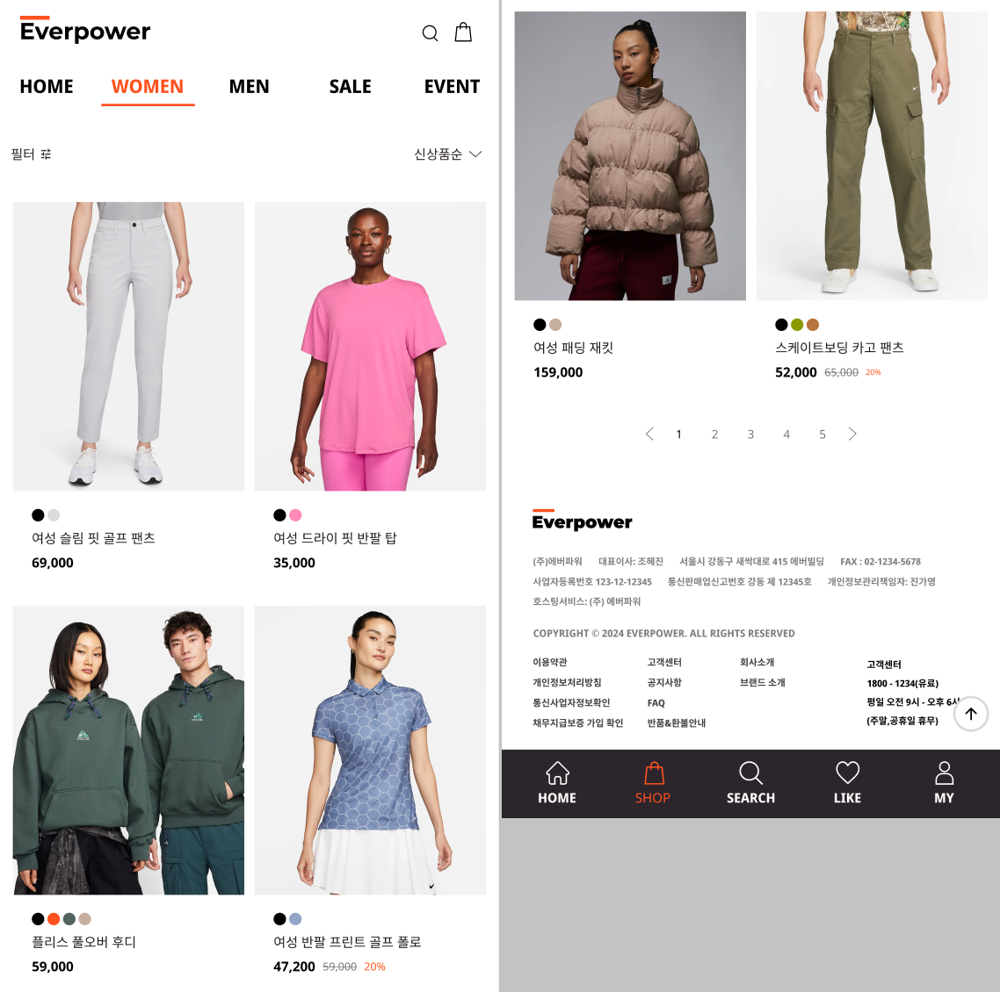 Everpower
HOME WOMEN MEN SALE EVENT
필터 신상품순
여성 슬림 핏 골프 팬츠
69,000
여성 드라이 핏 반팔 탑
35,000
플리스 풀오버 후디
59,000
여성 반팔 프린트 골프 폴로
47,200 59,000 20%
여성 패딩 재킷
159,000
스케이트보딩 카고 팬츠
52,000 65,000 20%
1 2 3 4 5
Everpower
(주)에버파워 대표이사: 조혜진 서울시 강동구 새싹대로 415 에버빌딩 FAX : 02-1234-5678
사업자등록번호 123-12-12345 통신판매업신고번호 강동 제 12345호 개인정보관리책임자: 진가영
호스팅서비스: (주) 에버파워
COPYRIGHT © 2024 EVERPOWER. ALL RIGHTS RESERVED
이용약관
개인정보처리방침
통신사업자정보확인
채무지급보증 가입 확인
고객센터
공지사항
FAQ
반품&환불안내
회사소개
브랜드 소개
고객센터
1800 - 1234(유료)
평일 오전 9시 - 오후 6시
(주말,공휴일 휴무)
HOME SHOP SEARCH LIKE MY